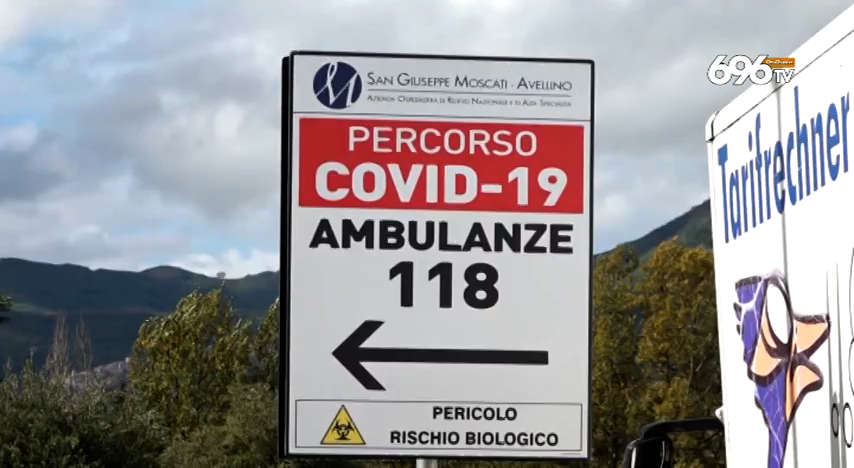 696
OttoChannel
TV
SAN GIUSEPPE MOSCATI - AVELLINO
AZIENDA OSPEDALIERA DI RILIEVO NAZIONALE E DI ALTA SPECIALITÀ
PERCORSO
COVID-19
AMBULANZE
118
PERICOLO
RISCHIO BIOLOGICO
Tarifrechner